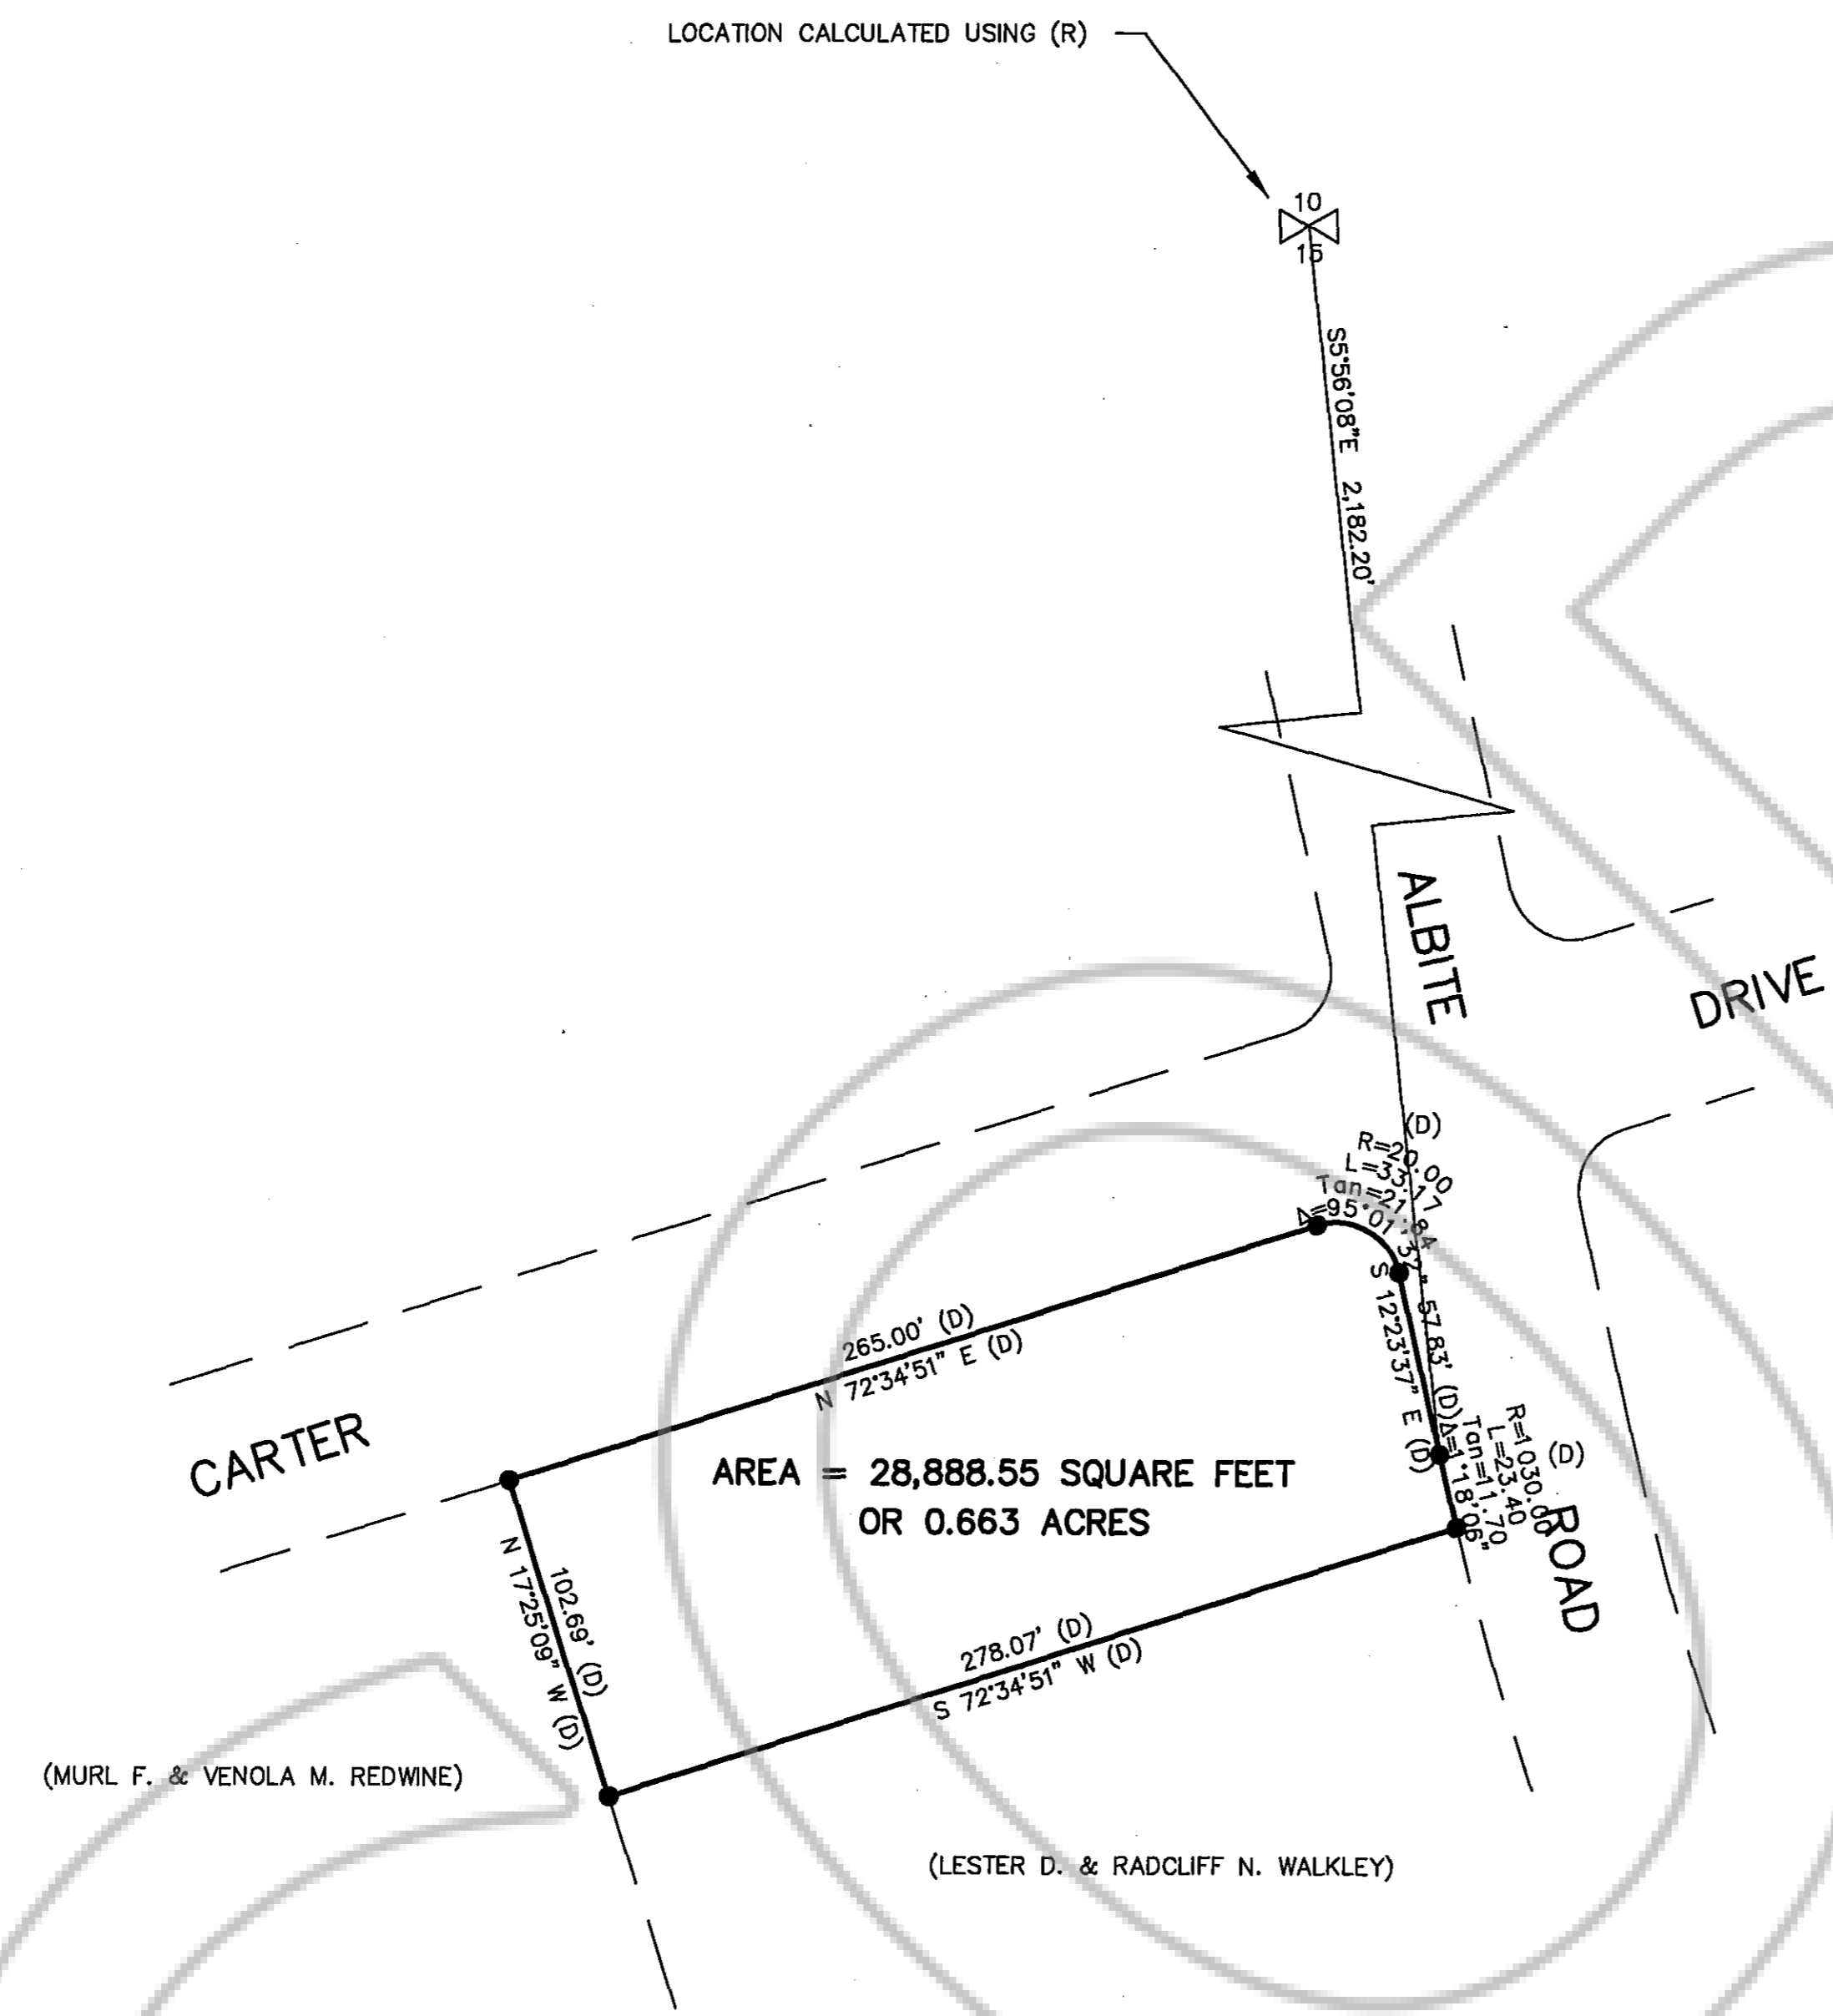 LOCATION CALCULATED USING (R)
10
15
S5°56'08"E 2,182.20'
ALBITE
DRIVE
(D)
R=20.00
L=33.17
Tan=21.84
Δ=95°01'37"
S 12°23'37" E (D)
57.83' (D)
265.00' (D)
N 72°34'51" E (D)
CARTER
R=1030.00
(D)
L=23.40
Tan=11.70
Δ=1°18'06"
ROAD
AREA = 28,888.55 SQUARE FEET
OR 0.663 ACRES
102.69' (D)
N 17°25'09" W (D)
278.07' (D)
S 72°34'51" W (D)
(MURL F. & VENOLA M. REDWINE)
(LESTER D. & RADCLIFF N. WALKLEY)